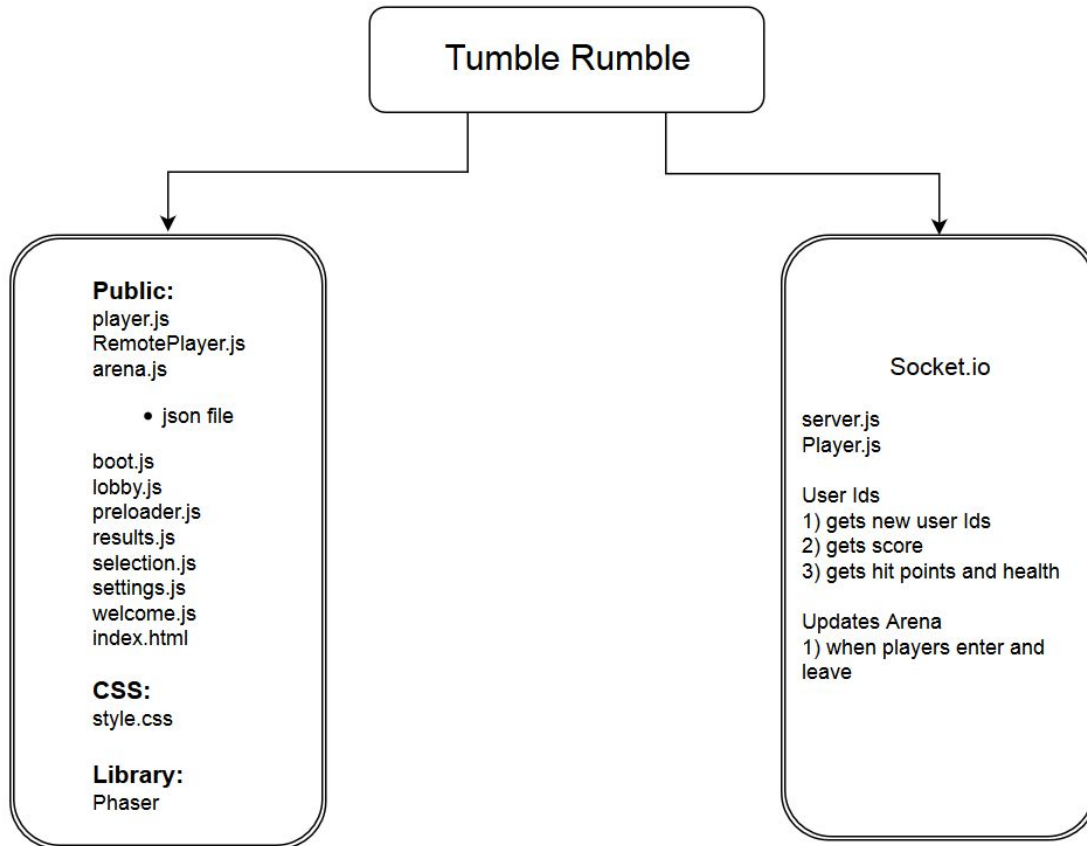 Tumble Rumble
Public:
player.js
RemotePlayer.js
arena.js
• json file
boot.js
lobby.js
preloader.js
results.js
selection.js
settings.js
welcome.js
index.html
CSS:
style.css
Library:
Phaser
Socket.io
server.js
Player.js
User Ids
1) gets new user Ids
2) gets score
3) gets hit points and health
Updates Arena
1) when players enter and
leave